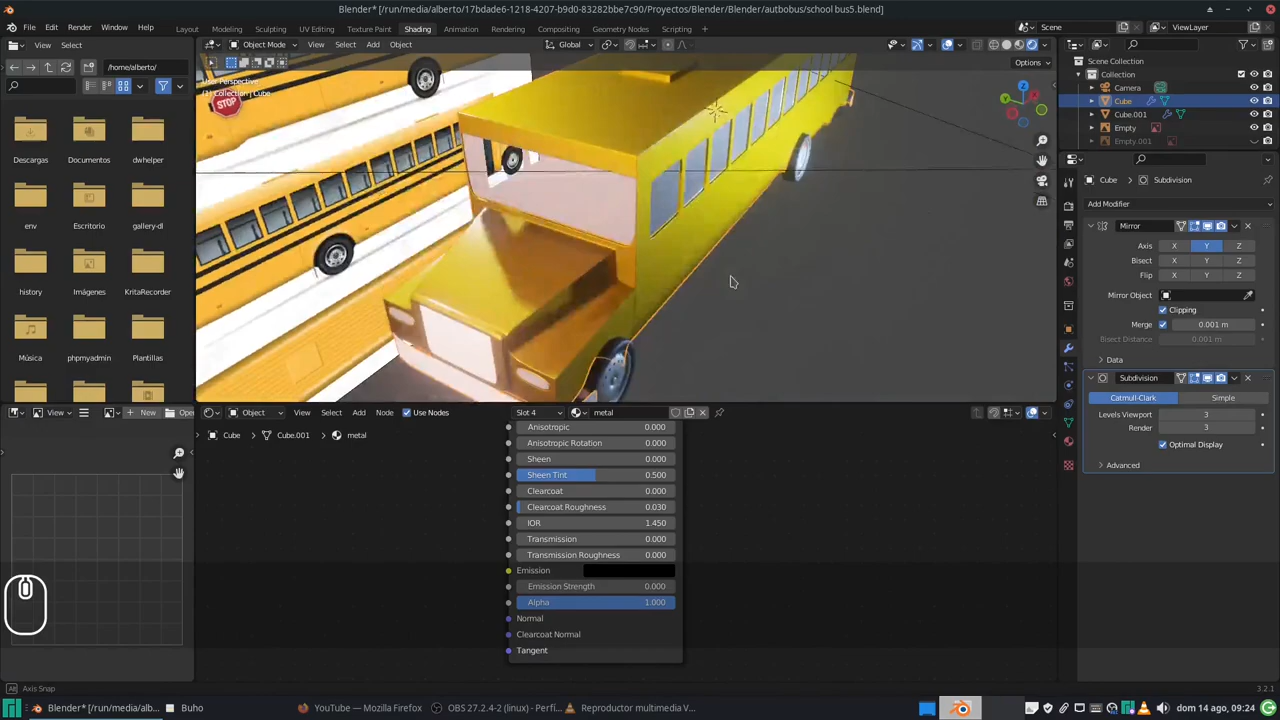 Blender* [/run/media/alberto/17bdade6-1218-4207-b9d0-83282bbe7c90/Proyectos/Blender/Blender/autbobus/school bus5.blend]
File Edit Render Window Help Layout Modeling Sculpting UV Editing Texture Paint Shading Animation Rendering Compositing Geometry Nodes Scripting + Scene ViewLayer
View Select Object Mode View Select Add Object Global
/home/alberto/ Options
User Perspective
(1) Collection | Cube
STOP
Descargas Documentos dwhelper
env Escritorio gallery-dl
history Imágenes KritaRecorder
Música phpmyadmin Plantillas
Scene Collection
Collection
Camera
Cube
Cube.001
Empty
Empty.001
Cube Subdivision
Add Modifier
Mirror
Axis X Y Z
Bisect X Y Z
Flip X Y Z
Mirror Object
Clipping
Merge 0.001 m
Bisect Distance 0.001 m
Data
Subdivision
Catmull-Clark Simple
Levels Viewport 3
Render 3
Optimal Display
Advanced
View New Open
Object View Select Add Node Use Nodes Slot 4 metal
Cube Cube.001 metal
Anisotropic 0.000
Anisotropic Rotation 0.000
Sheen 0.000
Sheen Tint 0.500
Clearcoat 0.000
Clearcoat Roughness 0.030
IOR 1.450
Transmission 0.000
Transmission Roughness 0.000
Emission
Emission Strength 0.000
Alpha 1.000
Normal
Clearcoat Normal
Tangent
Axis Snap 3.2.1
Blender* [/run/media/alb... Buho YouTube — Mozilla Firefox OBS 27.2.4-2 (linux) - Perfi... Reproductor multimedia V... dom 14 ago, 09:24